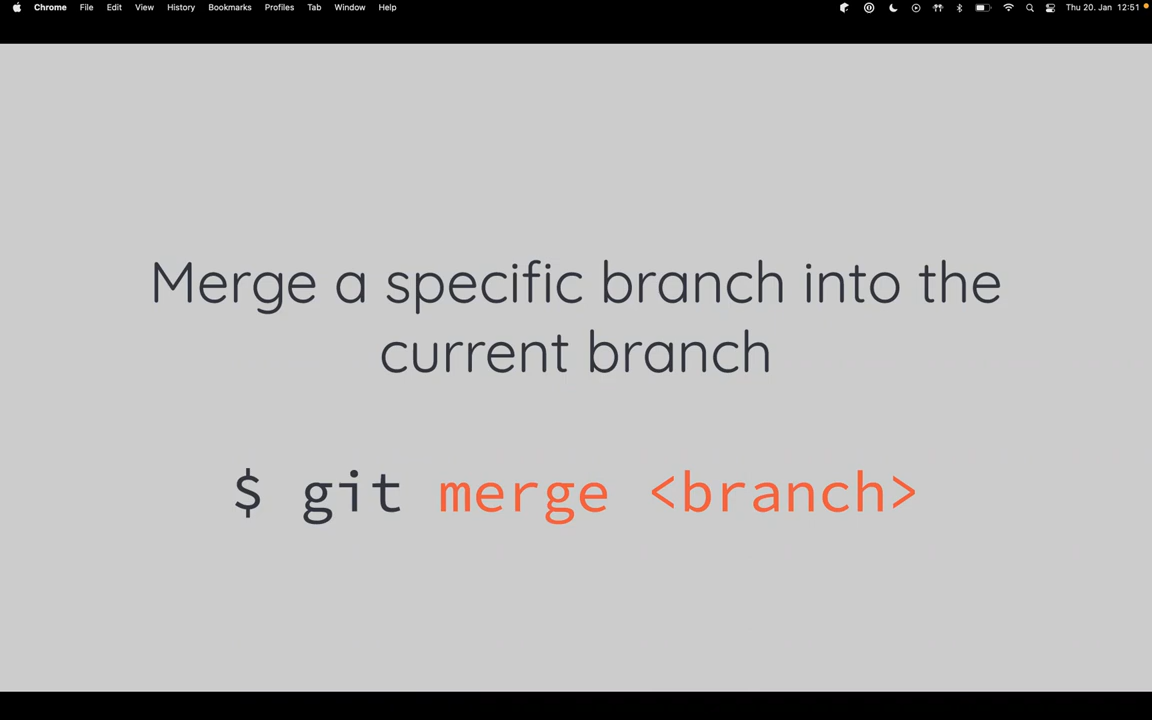 Chrome File Edit View History Bookmarks Profiles Tab Window Help Thu 20. Jan 12:51
Merge a specific branch into the
current branch
$ git merge <branch>